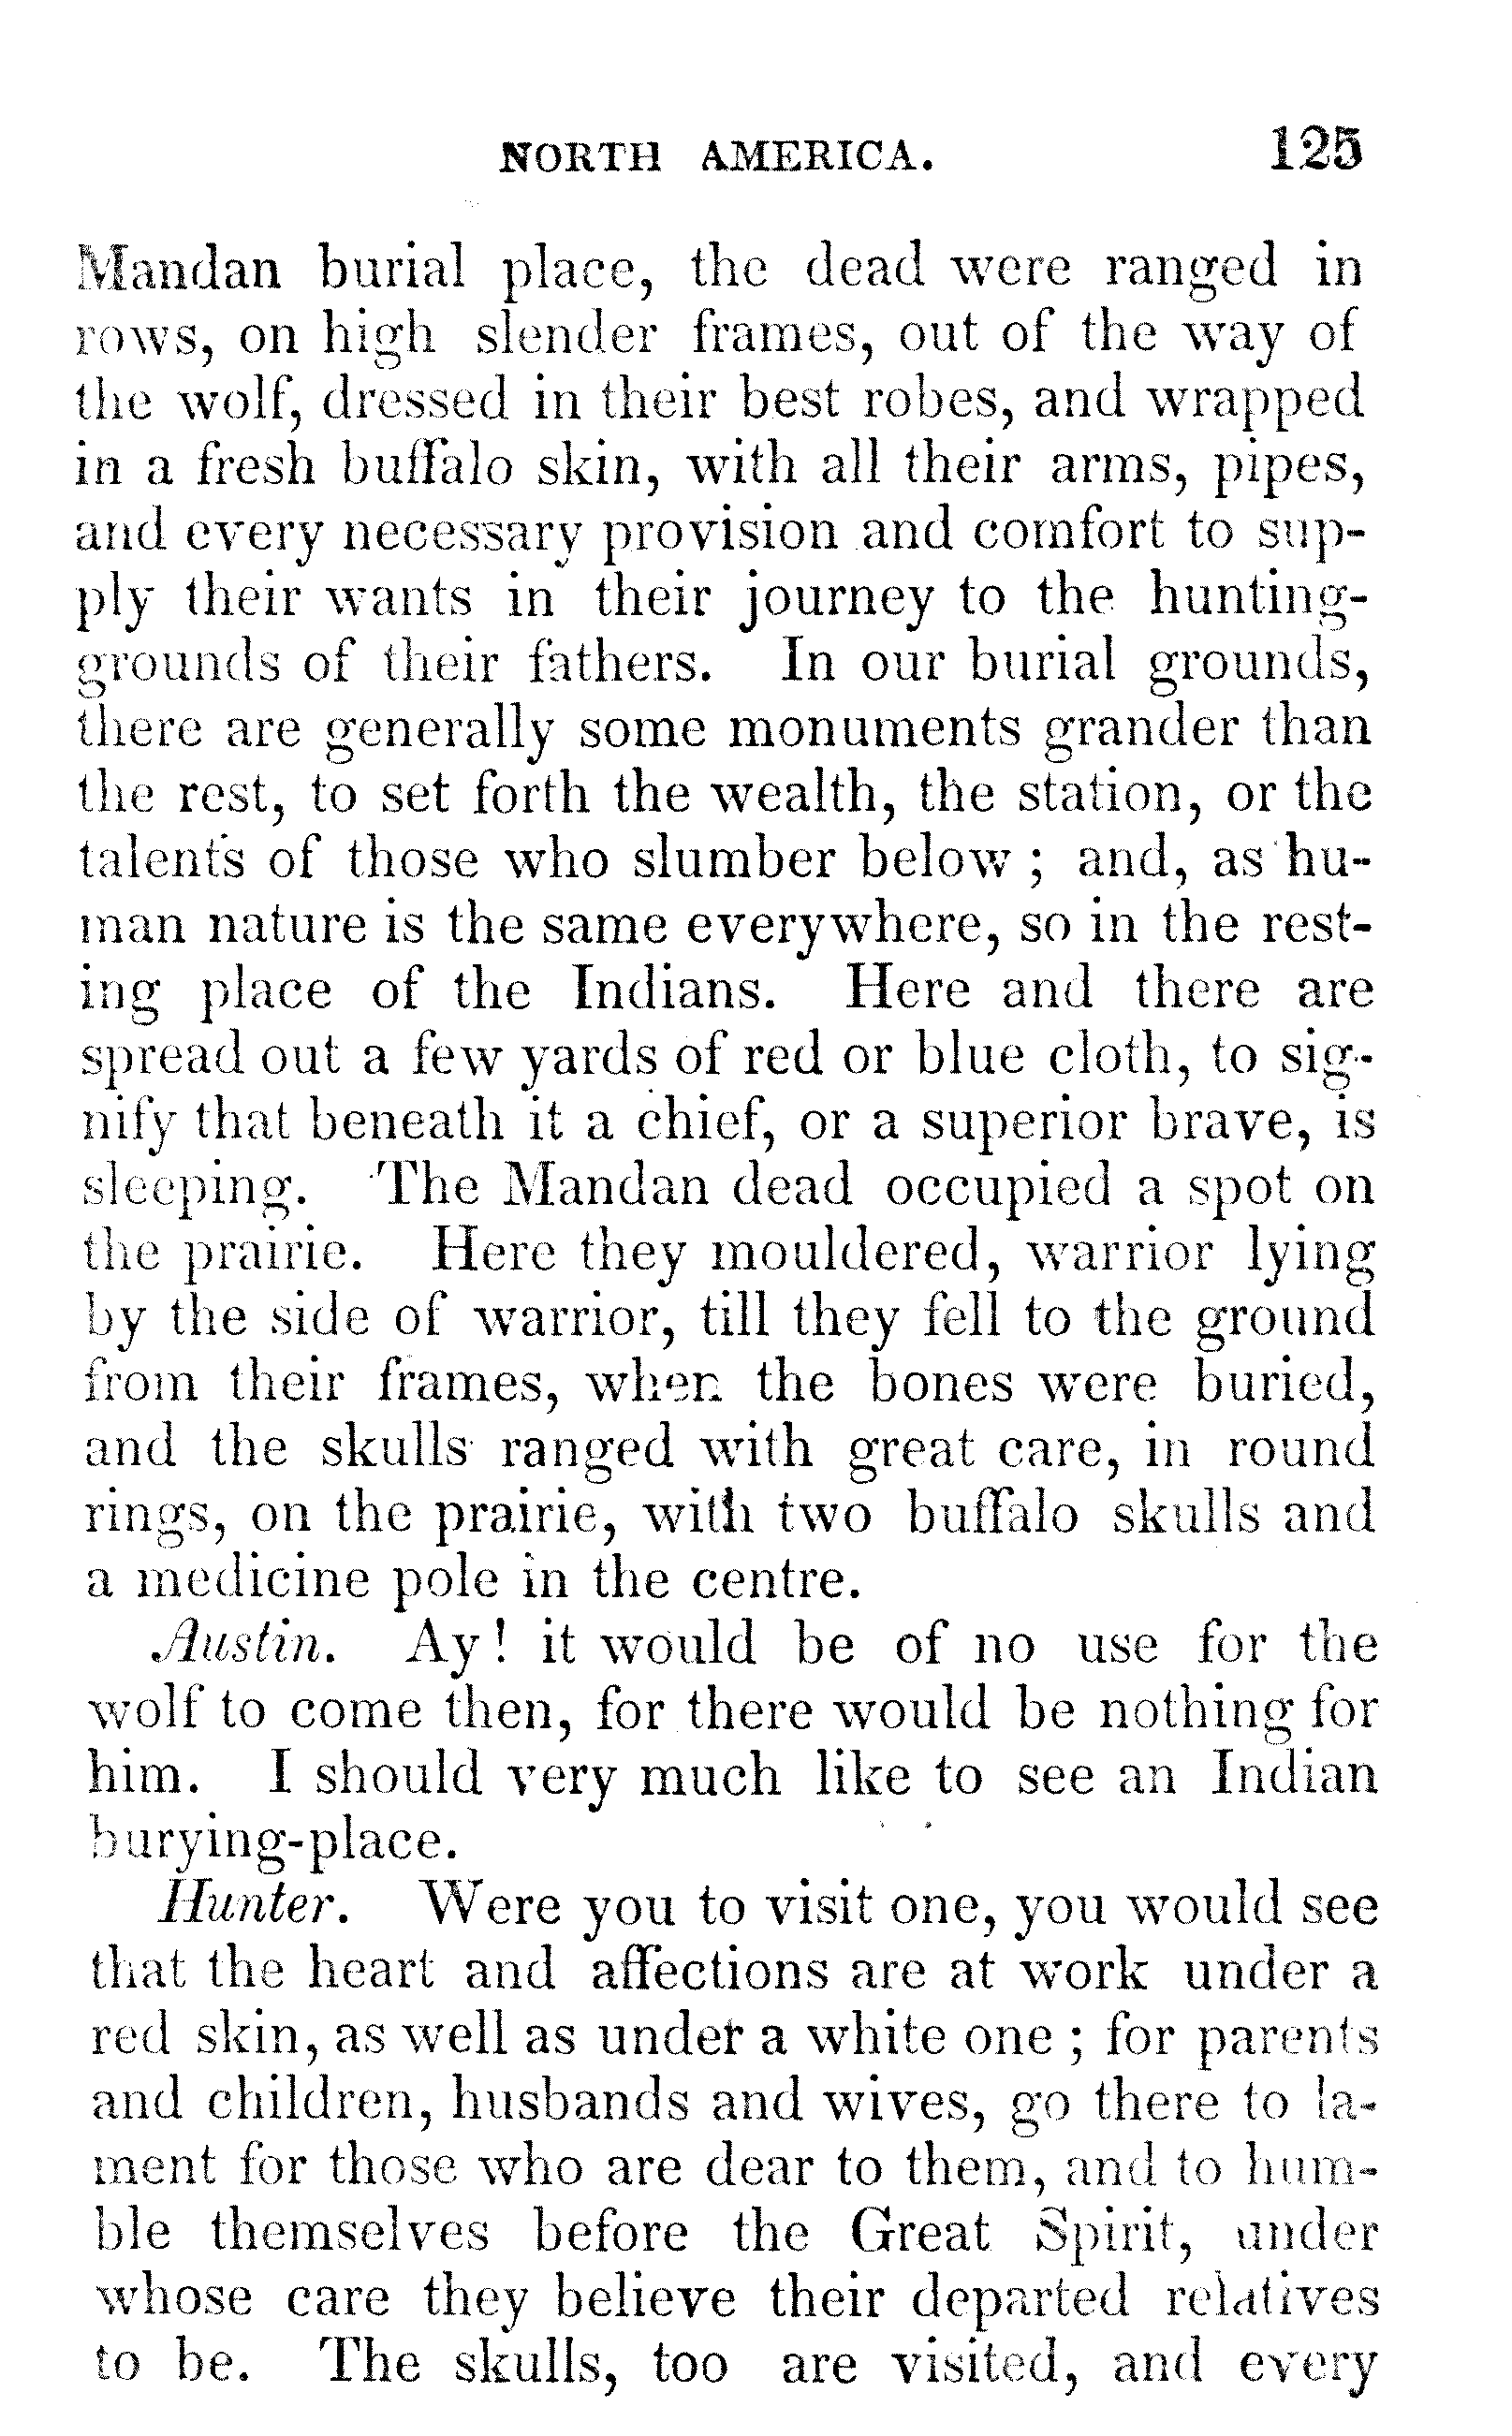 NORTH AMERICA. 125
Mandan burial place, the dead were ranged in
rows, on high slender frames, out of the way of
the wolf, dressed in their best robes, and wrapped
in a fresh buffalo skin, with all their arms, pipes,
and every necessary provision and comfort to sup-
ply their wants in their journey to the hunting-
grounds of their fathers. In our burial grounds,
there are generally some monuments grander than
the rest, to set forth the wealth, the station, or the
talents of those who slumber below ; and, as hu-
man nature is the same everywhere, so in the rest-
ing place of the Indians. Here and there are
spread out a few yards of red or blue cloth, to sig-
nify that beneath it a chief, or a superior brave, is
sleeping. The Mandan dead occupied a spot on
the prairie. Here they mouldered, warrior lying
by the side of warrior, till they fell to the ground
from their frames, when the bones were buried,
and the skulls ranged with great care, in round
rings, on the prairie, with two buffalo skulls and
a medicine pole in the centre.
Austin. Ay! it would be of no use for the
wolf to come then, for there would be nothing for
him. I should very much like to see an Indian
burying-place.
Hunter. Were you to visit one, you would see
that the heart and affections are at work under a
red skin, as well as under a white one ; for parents
and children, husbands and wives, go there to la-
ment for those who are dear to them, and to hum-
ble themselves before the Great Spirit, under
whose care they believe their departed relatives
to be. The skulls, too are visited, and every